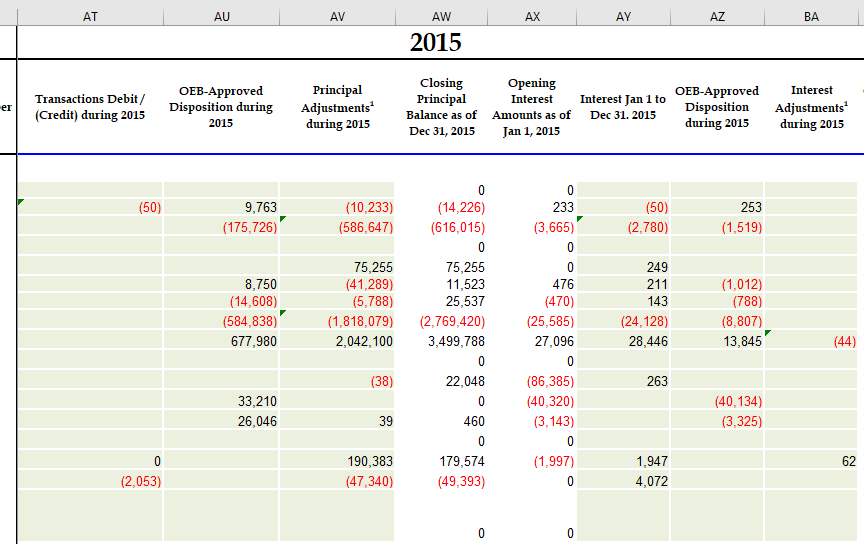 AT AU AV AW AX AY AZ BA
2015
er
Transactions Debit /
(Credit) during 2015
OEB-Approved
Disposition during
2015
Principal
Adjustments1
during 2015
Closing
Principal
Balance as of
Dec 31, 2015
Opening
Interest
Amounts as of
Jan 1, 2015
Interest Jan 1 to
Dec 31. 2015
OEB-Approved
Disposition
during 2015
Interest
Adjustments1
during 2015
0 0
(50) 9,763 (10,233) (14,226) 233 (50) 253
(175,726) (586,647) (616,015) (3,665) (2,780) (1,519)
0 0
75,255 75,255 0 249
8,750 (41,289) 11,523 476 211 (1,012)
(14,608) (5,788) 25,537 (470) 143 (788)
(584,838) (1,818,079) (2,769,420) (25,585) (24,128) (8,807)
677,980 2,042,100 3,499,788 27,096 28,446 13,845 (44)
0 0
(38) 22,048 (86,385) 263
33,210 0 (40,320) (40,134)
26,046 39 460 (3,143) (3,325)
0 0
0 190,383 179,574 (1,997) 1,947 62
(2,053) (47,340) (49,393) 0 4,072
0 0